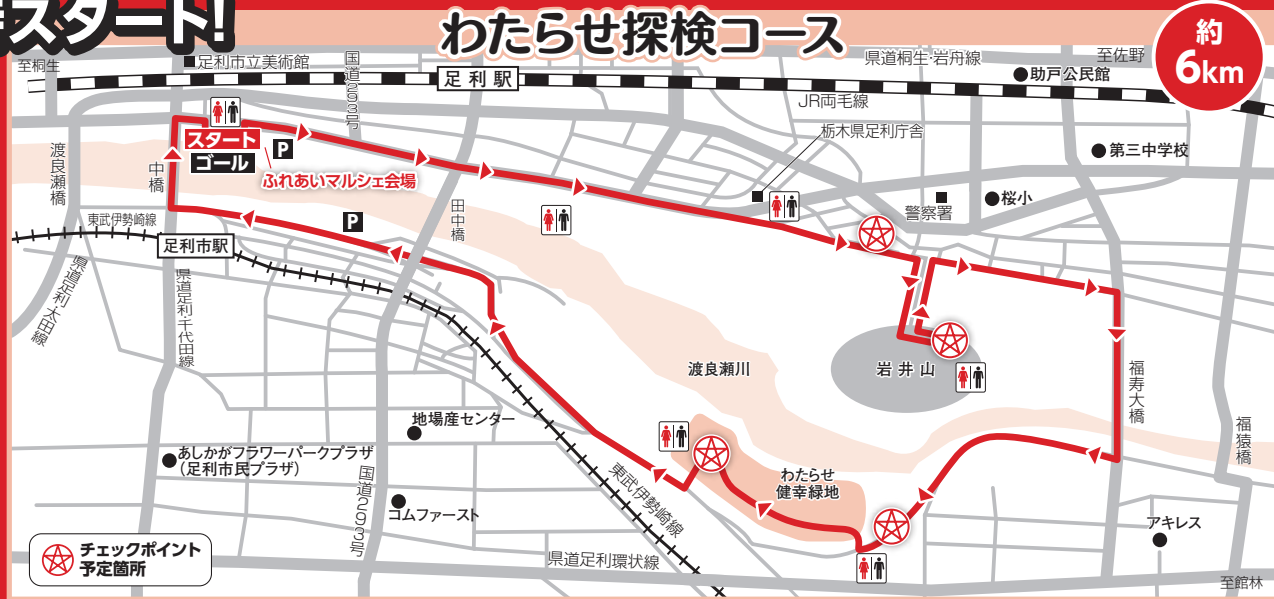 スタート!
わたらせ探検コース
約
6km
至桐生
足利市立美術館
国道293号
足利駅
県道桐生・岩舟線
至佐野
助戸公民館
JR両毛線
栃木県足利庁舎
第三中学校
渡良瀬橋
中橋
スタート
ゴール
P
ふれあいマルシェ会場
田中橋
警察署
桜小
東武伊勢崎線
足利市駅
P
県道足利・太田線
県道足利・千代田線
渡良瀬川
岩井山
福寿大橋
福猿橋
地場産センター
あしかがフラワーパークプラザ
(足利市民プラザ)
国道293号
コムファースト
東武伊勢崎線
わたらせ
健幸緑地
アキレス
チェックポイント
予定箇所
県道足利環状線
至館林